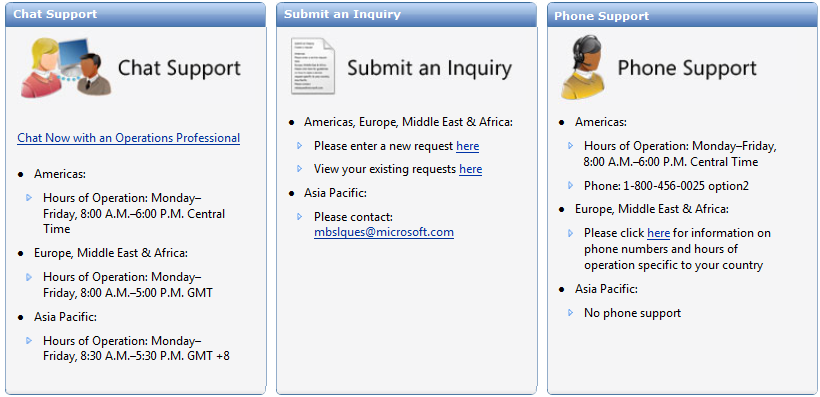 Chat Support
Chat Support
Chat Now with an Operations Professional
Americas:
Hours of Operation: Monday–
Friday, 8:00 A.M.–6:00 P.M. Central
Time
Europe, Middle East & Africa:
Hours of Operation: Monday–
Friday, 8:00 A.M.–5:00 P.M. GMT
Asia Pacific:
Hours of Operation: Monday–
Friday, 8:30 A.M.–5:30 P.M. GMT +8
Submit an Inquiry
Submit an Inquiry
Americas, Europe, Middle East & Africa:
Please enter a new request here
View your existing requests here
Asia Pacific:
Please contact:
mbslques@microsoft.com
Phone Support
Phone Support
Americas:
Hours of Operation: Monday–Friday,
8:00 A.M.–6:00 P.M. Central Time
Phone: 1-800-456-0025 option2
Europe, Middle East & Africa:
Please click here for information on
phone numbers and hours of
operation specific to your country
Asia Pacific:
No phone support